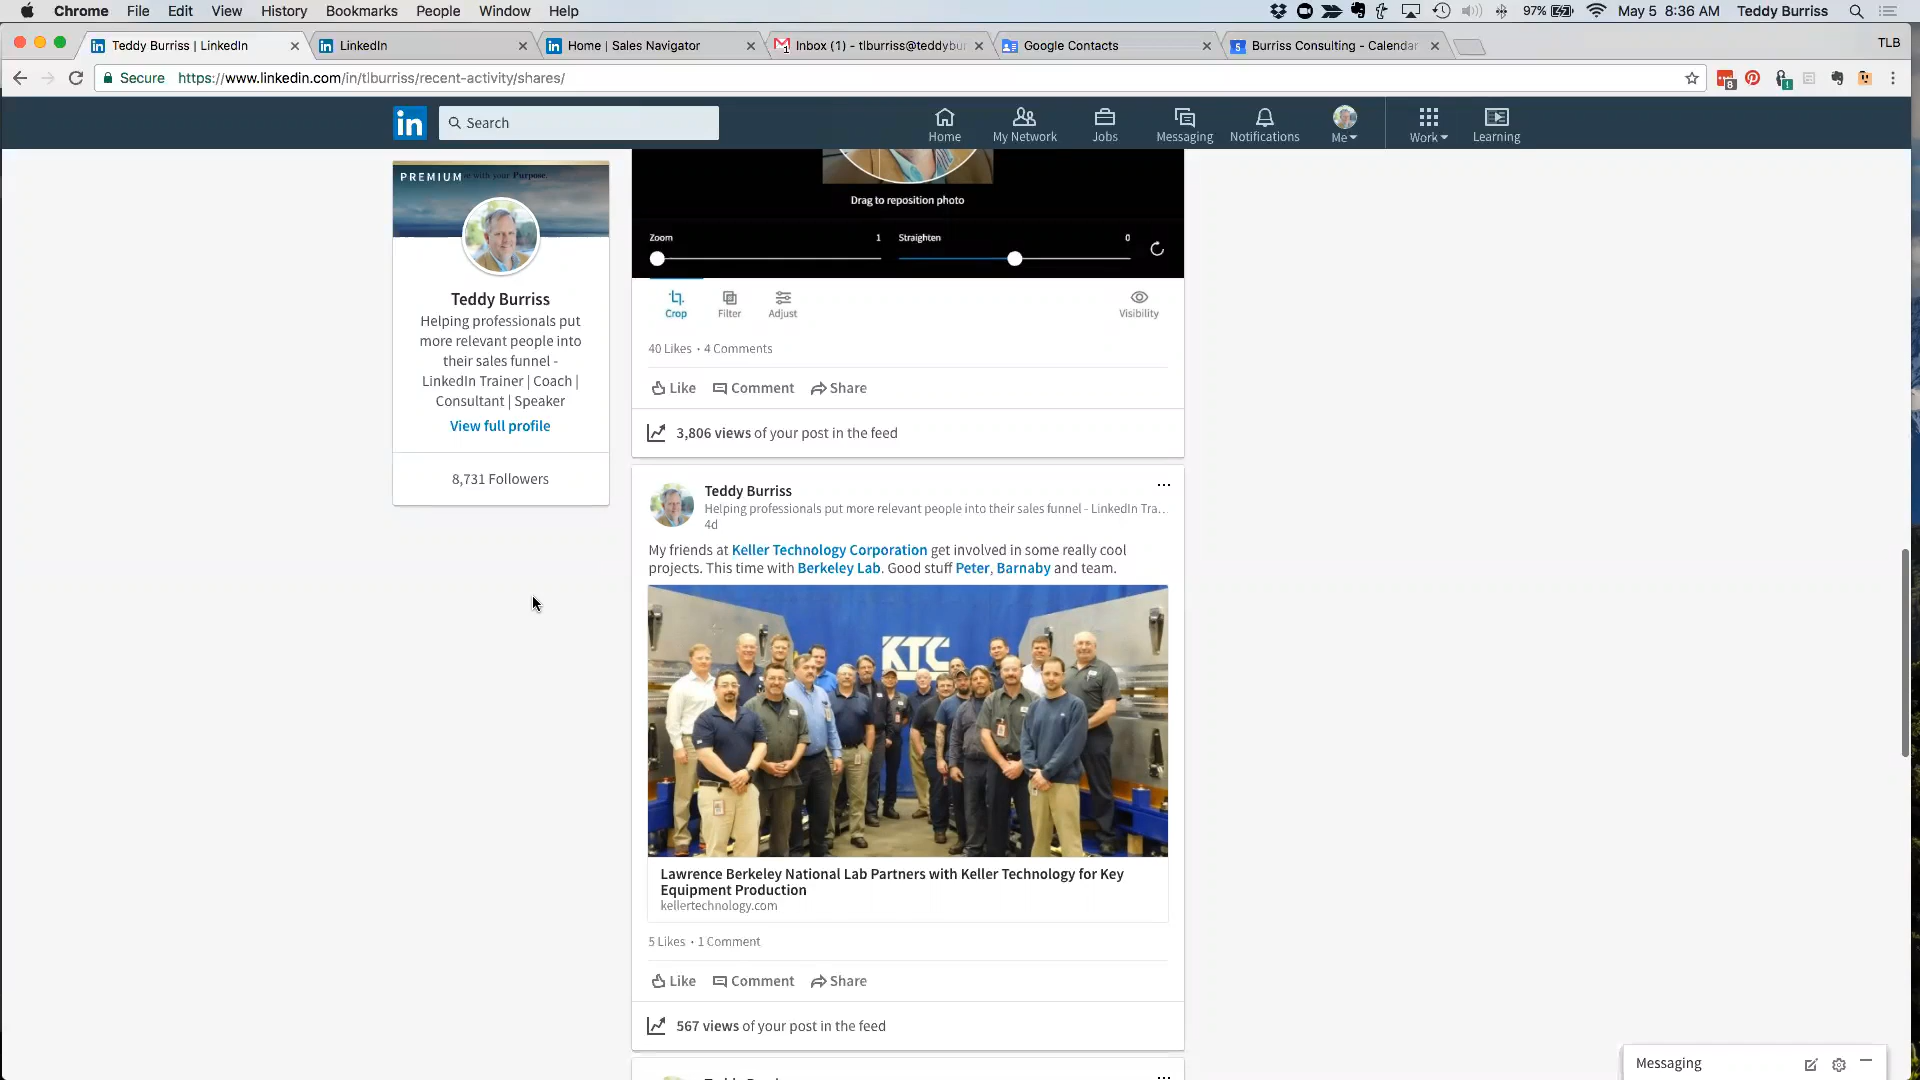 Chrome File Edit View History Bookmarks People Window Help 97% May 5 8:36 AM Teddy Burriss
Teddy Burriss | LinkedIn LinkedIn Home | Sales Navigator Inbox (1) - tlburriss@teddybu Google Contacts Burriss Consulting - Calendar TLB
Secure https://www.linkedin.com/in/tlburriss/recent-activity/shares/
in Search Home My Network Jobs Messaging Notifications Me Work Learning
PREMIUM with your Purpose.
Teddy Burriss
Helping professionals put
more relevant people into
their sales funnel -
LinkedIn Trainer | Coach |
Consultant | Speaker
View full profile
8,731 Followers
Drag to reposition photo
Zoom 1 Straighten 0
Crop Filter Adjust Visibility
40 Likes • 4 Comments
Like Comment Share
3,806 views of your post in the feed
Teddy Burriss
Helping professionals put more relevant people into their sales funnel - LinkedIn Tra...
4d
My friends at Keller Technology Corporation get involved in some really cool
projects. This time with Berkeley Lab. Good stuff Peter, Barnaby and team.
KTC
Lawrence Berkeley National Lab Partners with Keller Technology for Key
Equipment Production
kellertechnology.com
5 Likes • 1 Comment
Like Comment Share
567 views of your post in the feed
Messaging